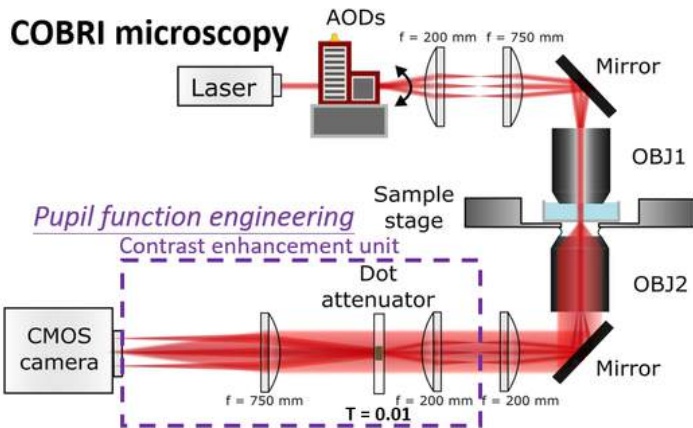 COBRI microscopy
AODs
f = 200 mm
f = 750 mm
Mirror
Laser
OBJ1
Sample
stage
Pupil function engineering
Contrast enhancement unit
OBJ2
Dot
attenuator
CMOS
camera
Mirror
f = 750 mm
f = 200 mm
f = 200 mm
T = 0.01